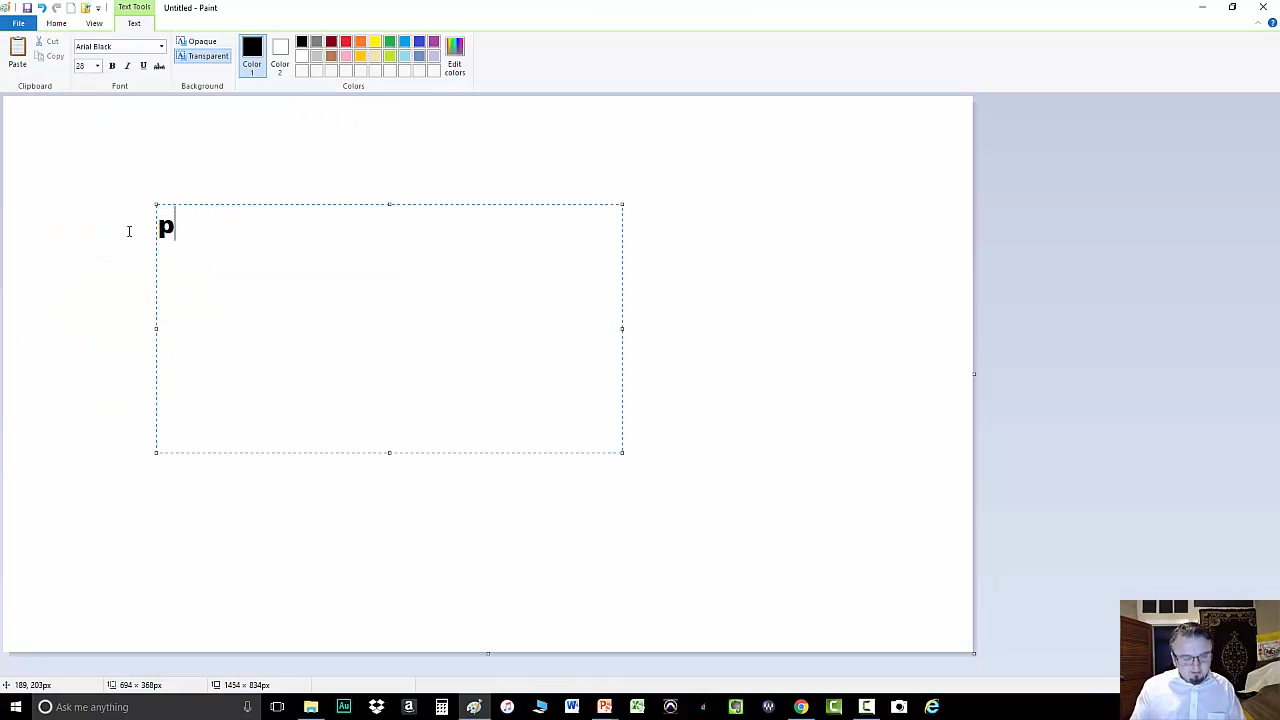 Text Tools
Untitled - Paint
File
Home
View
Text
Paste
Cut
Copy
Clipboard
Arial Black
28
B I U abc
Font
Opaque
Transparent
Background
Color 1
Color 2
Edit colors
Colors
p
189, 203px
694 × 368px
1454 × 834px
Ask me anything
Au
a
W
P
d
W
C
C
e